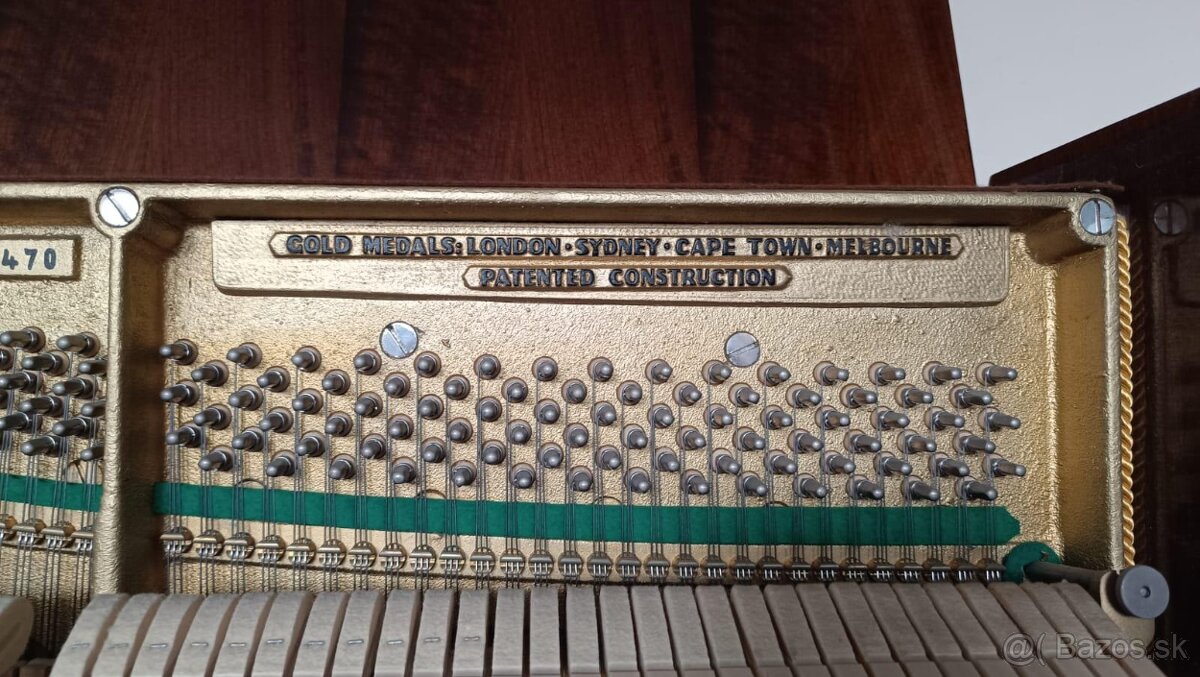 GOLD MEDALS: LONDON · SYDNEY · CAPE TOWN · MELBOURNE
PATENTED CONSTRUCTION
470
@(Bazos.sk